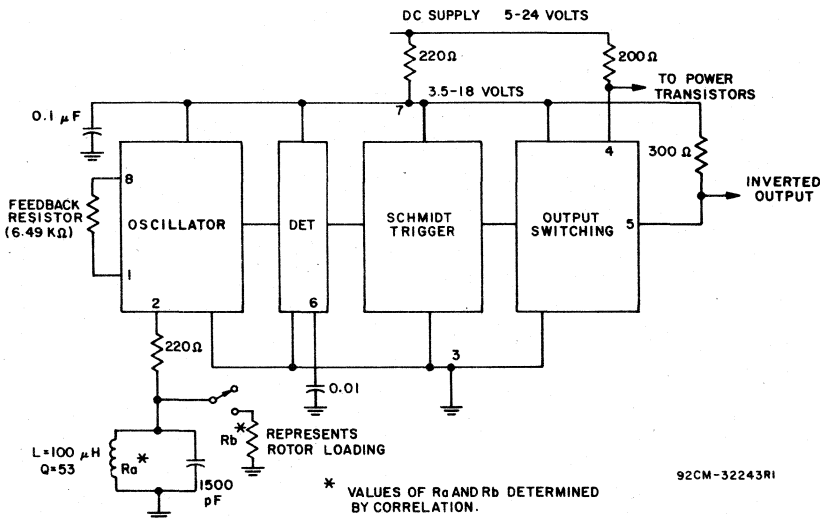 DC SUPPLY 5-24 VOLTS
220Ω
200Ω
TO POWER
TRANSISTORS
3.5-18 VOLTS
7
0.1 μF
4
300Ω
8
FEEDBACK
RESISTOR
(6.49 KΩ)
OSCILLATOR
DET
SCHMIDT
TRIGGER
OUTPUT
SWITCHING
5
INVERTED
OUTPUT
1
2
6
220Ω
3
0.01
L=100 μH
Q=53
Ra *
1500
pF
Rb *
REPRESENTS
ROTOR LOADING
* VALUES OF Ra AND Rb DETERMINED
BY CORRELATION.
92CM-32243R1